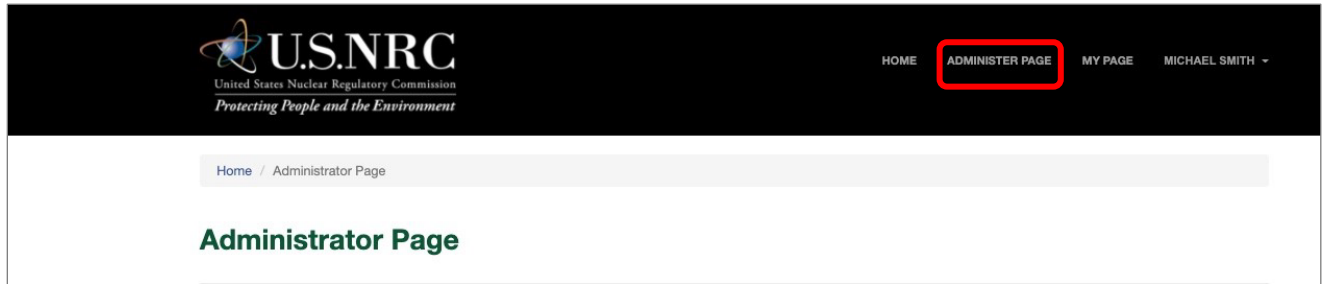 U.S.NRC
United States Nuclear Regulatory Commission
Protecting People and the Environment
HOME ADMINISTER PAGE MY PAGE MICHAEL SMITH
Home / Administrator Page
Administrator Page